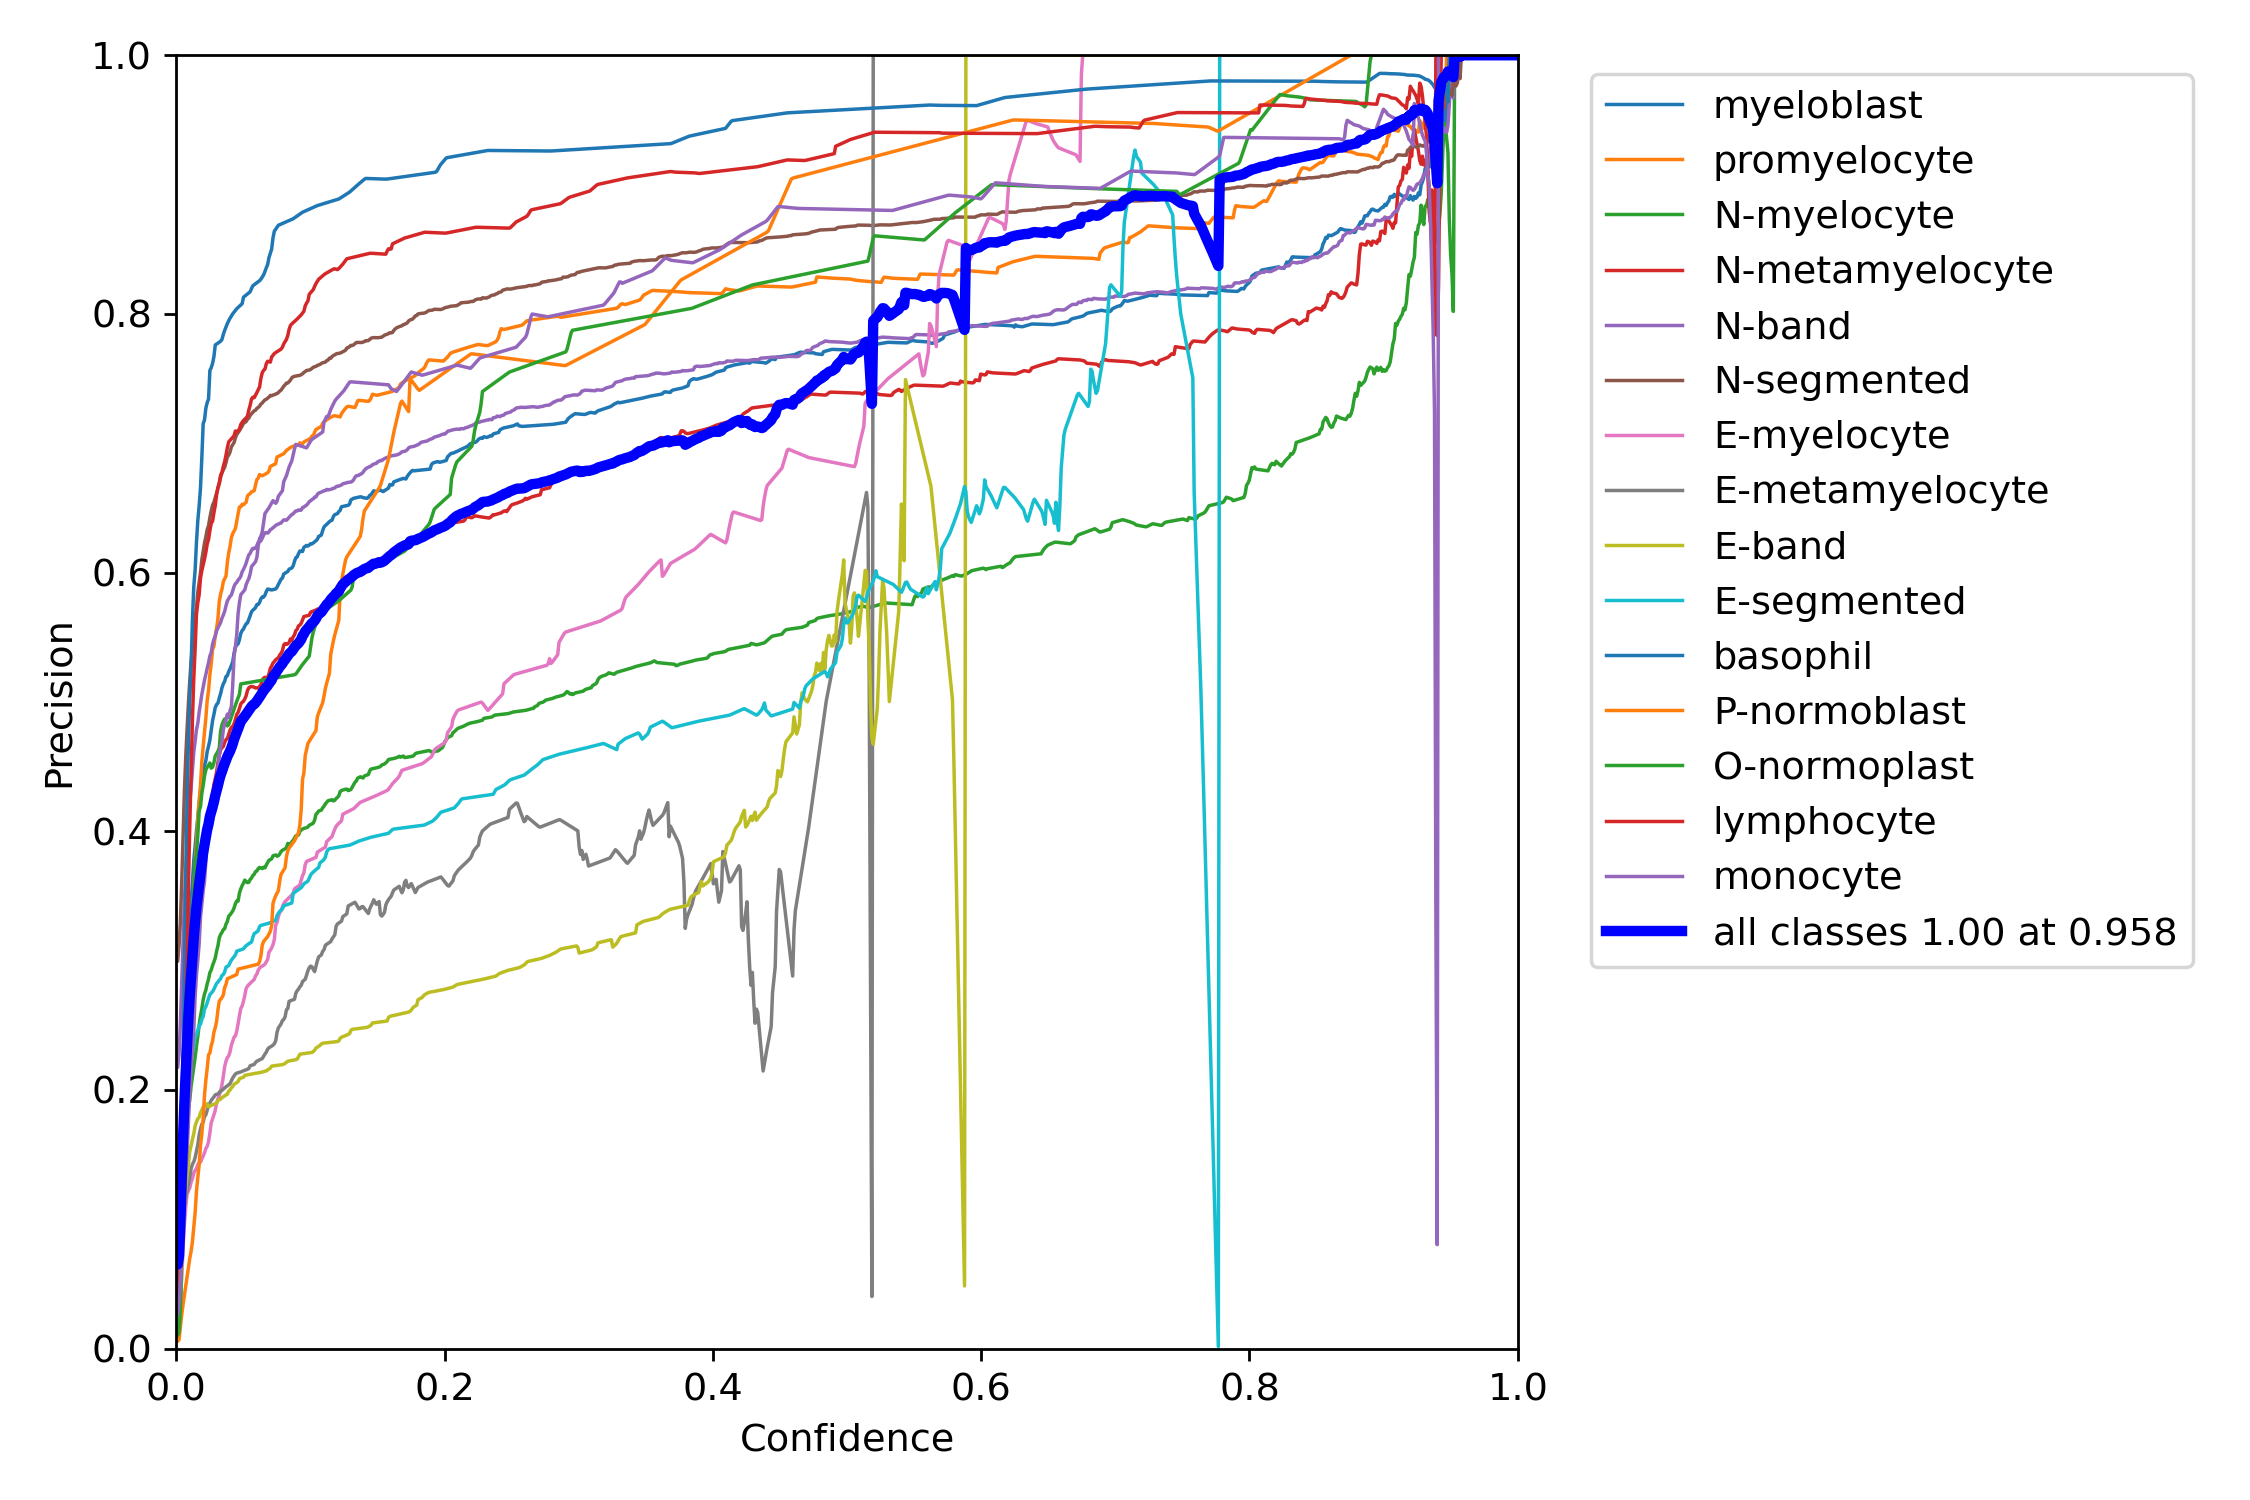 1.0
0.8
0.6
0.4
0.2
0.0
Precision
0.0 0.2 0.4 0.6 0.8 1.0
Confidence
myeloblast
promyelocyte
N-myelocyte
N-metamyelocyte
N-band
N-segmented
E-myelocyte
E-metamyelocyte
E-band
E-segmented
basophil
P-normoblast
O-normoplast
lymphocyte
monocyte
all classes 1.00 at 0.958